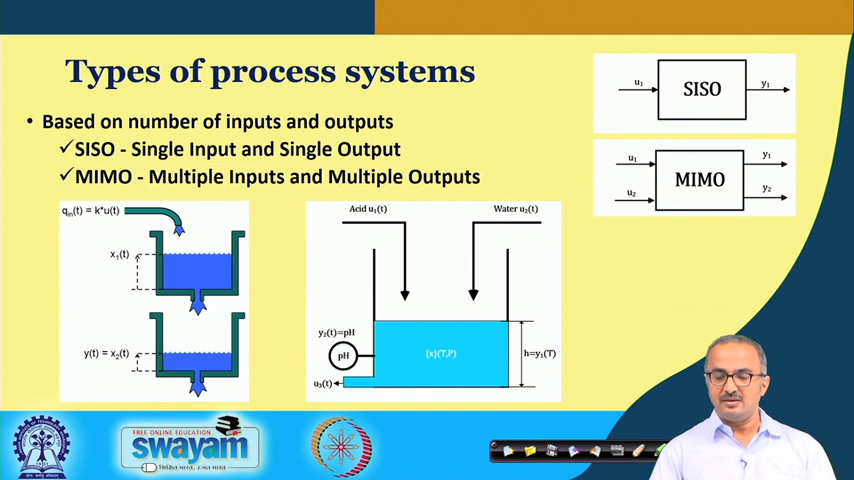 Types of process systems
• Based on number of inputs and outputs
✓SISO - Single Input and Single Output
✓MIMO - Multiple Inputs and Multiple Outputs
u₁
SISO
y₁
u₁
u₂
MIMO
y₁
y₂
qᵢₙ(t) = k*u(t)
x₁(t)
y(t) = x₂(t)
Acid u₁(t)
Water u₂(t)
y₂(t)=pH
pH
{x}(T,P)
h=y₁(T)
u₃(t)
FREE ONLINE EDUCATION
swayam